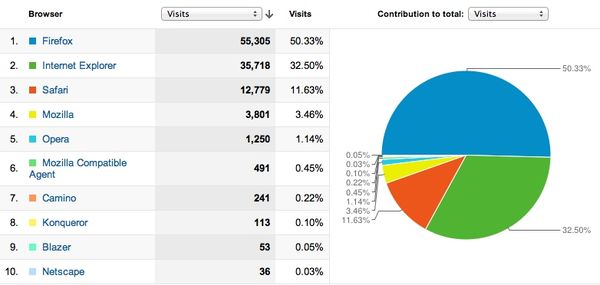 Browser Visits Visits Contribution to total: Visits
1. Firefox 55,305 50.33%
2. Internet Explorer 35,718 32.50%
3. Safari 12,779 11.63%
4. Mozilla 3,801 3.46%
5. Opera 1,250 1.14%
6. Mozilla Compatible
Agent 491 0.45%
7. Camino 241 0.22%
8. Konqueror 113 0.10%
9. Blazer 53 0.05%
10. Netscape 36 0.03%
50.33%
0.05%
0.03%
0.10%
0.22%
0.45%
1.14%
3.46%
11.63%
32.50%